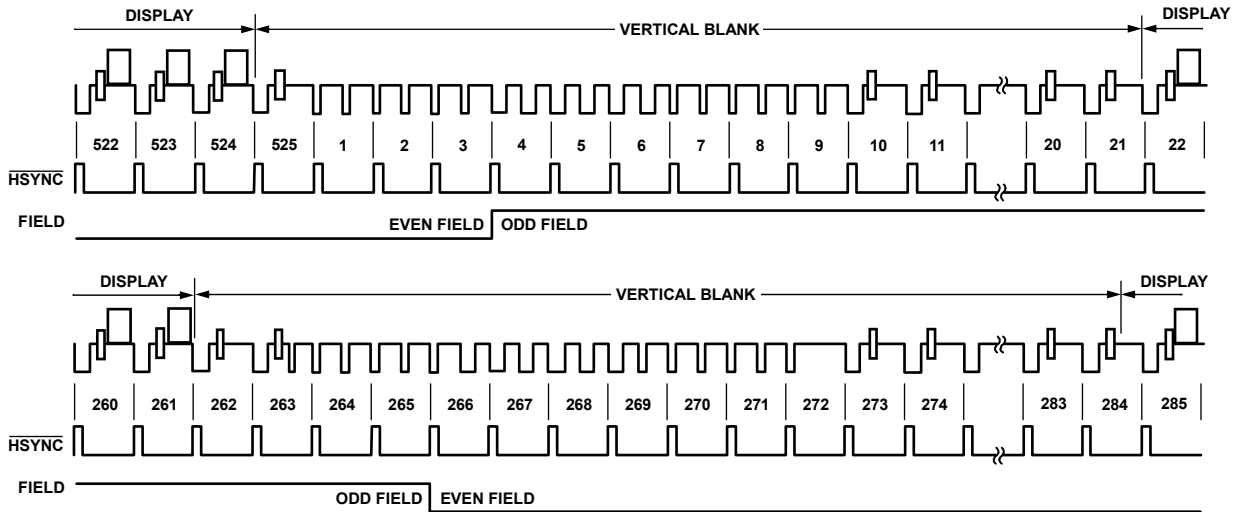 DISPLAY VERTICAL BLANK DISPLAY
522 523 524 525 1 2 3 4 5 6 7 8 9 10 11 20 21 22
HSYNC
FIELD EVEN FIELD ODD FIELD
DISPLAY VERTICAL BLANK DISPLAY
260 261 262 263 264 265 266 267 268 269 270 271 272 273 274 283 284 285
HSYNC
FIELD ODD FIELD EVEN FIELD